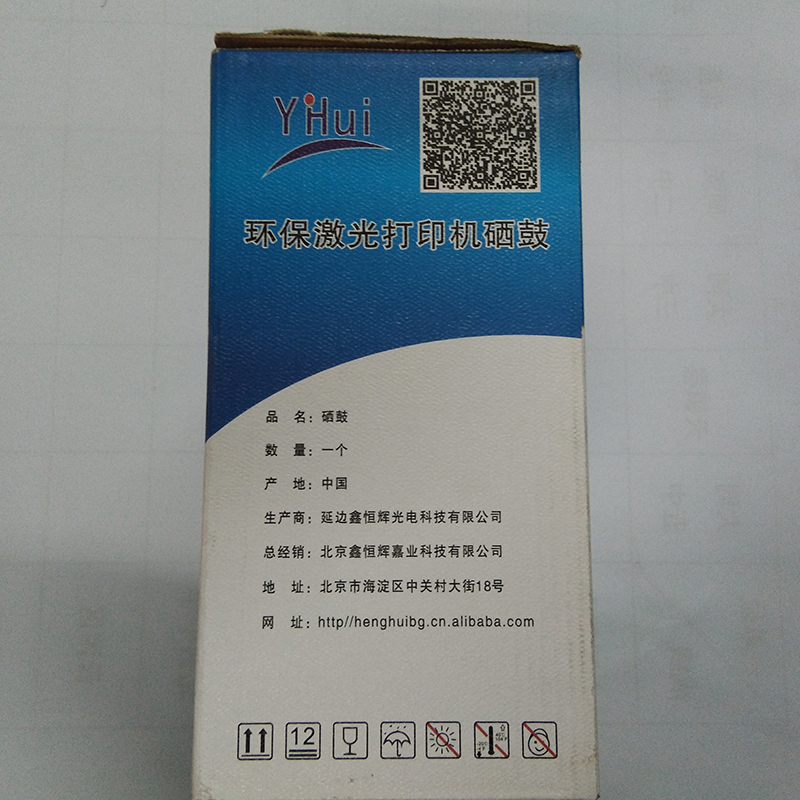 YiHui
环保激光打印机硒鼓
品 名：硒鼓
数 量：一个
产 地：中国
生产商：延边鑫恒辉光电科技有限公司
总经销：北京鑫恒辉嘉业科技有限公司
地 址：北京市海淀区中关村大街18号
网 址：http//henghuibg.cn.alibaba.com
12